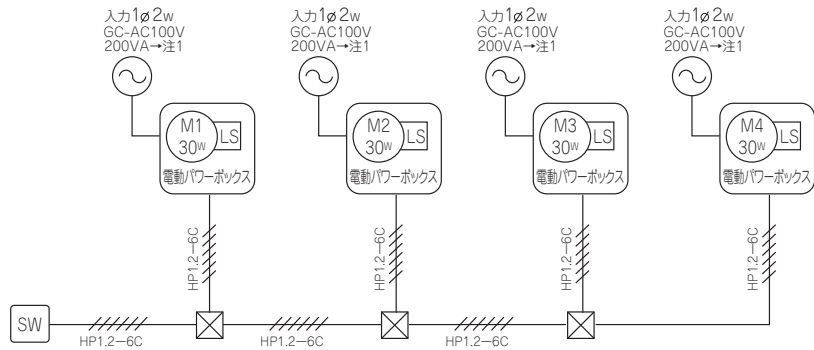 入力1ø2w
GC-AC100V
200VA→注1
入力1ø2w
GC-AC100V
200VA→注1
入力1ø2w
GC-AC100V
200VA→注1
入力1ø2w
GC-AC100V
200VA→注1
M1
30w
LS
電動パワーボックス
M2
30w
LS
電動パワーボックス
M3
30w
LS
電動パワーボックス
M4
30w
LS
電動パワーボックス
HP1.2−6C
HP1.2−6C
HP1.2−6C
HP1.2−6C
SW
HP1.2−6C
HP1.2−6C
HP1.2−6C